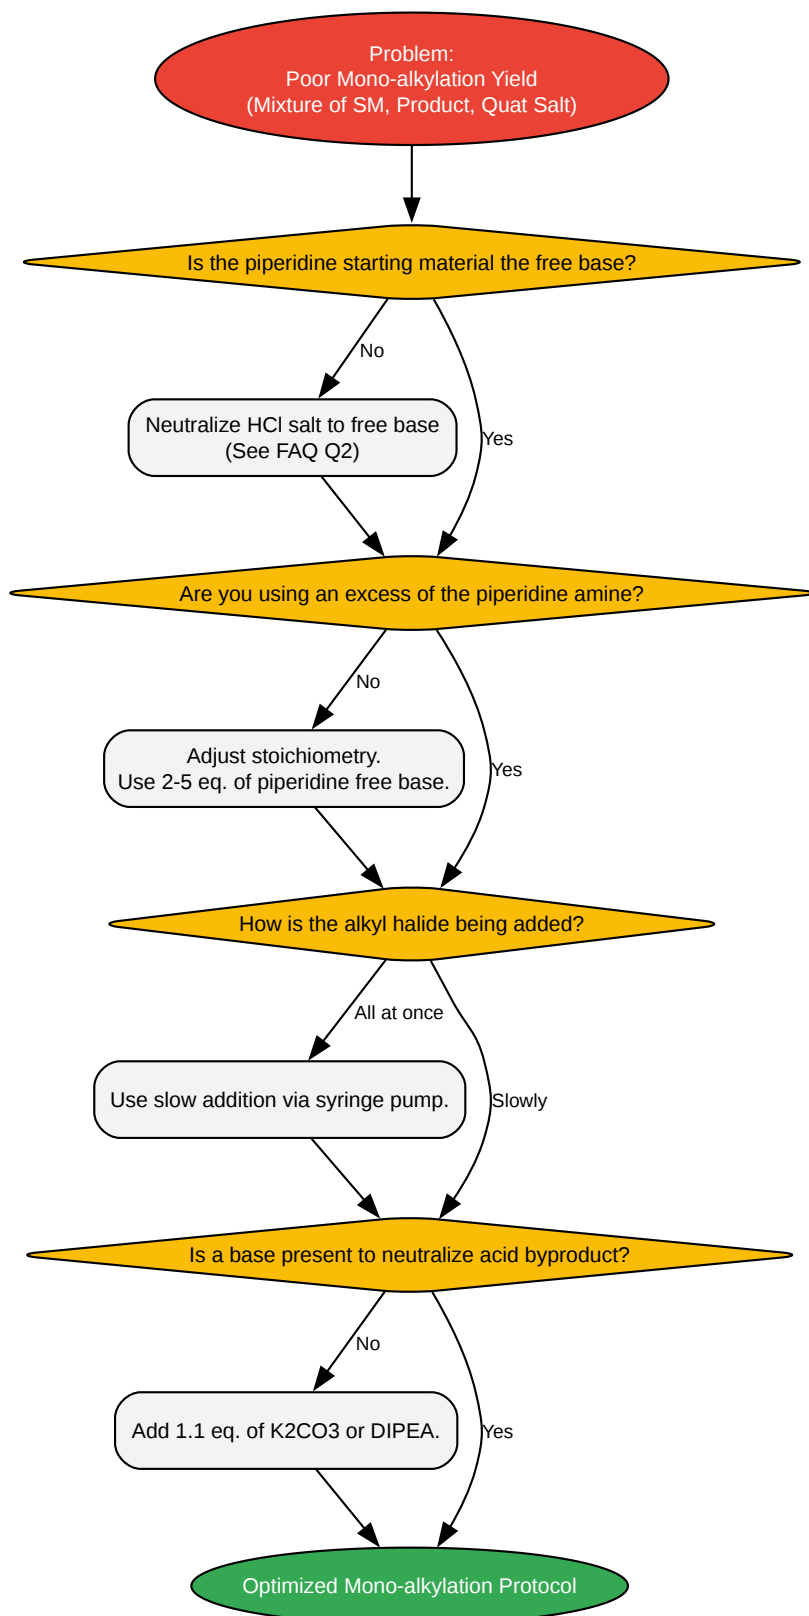 Problem:
Poor Mono-alkylation Yield
(Mixture of SM, Product, Quat Salt)
Is the piperidine starting material the free base?
No
Neutralize HCl salt to free base
(See FAQ Q2)
Yes
Are you using an excess of the piperidine amine?
No
Adjust stoichiometry.
Use 2-5 eq. of piperidine free base.
Yes
How is the alkyl halide being added?
All at once
Use slow addition via syringe pump.
Slowly
Is a base present to neutralize acid byproduct?
No
Add 1.1 eq. of K2CO3 or DIPEA.
Yes
Optimized Mono-alkylation Protocol